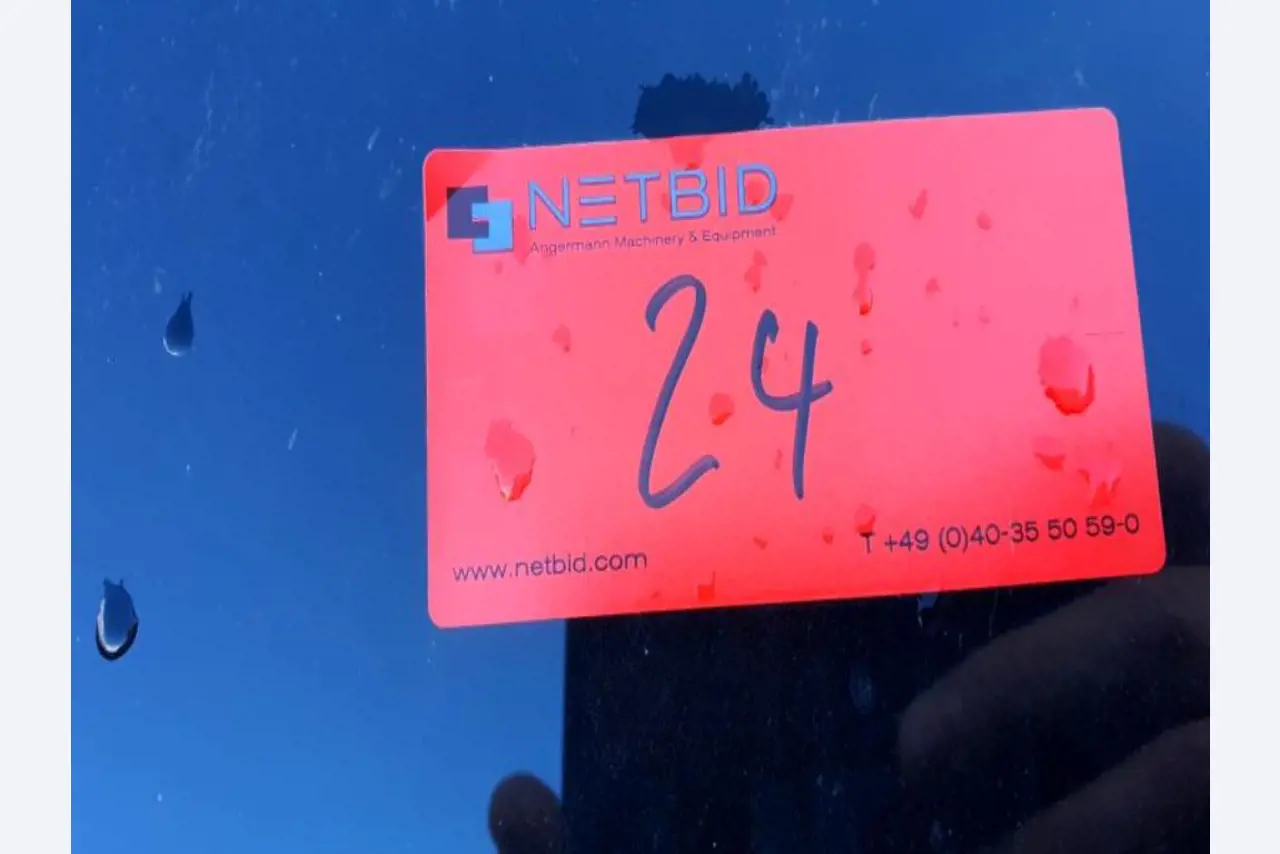 NETBID
Angermann Machinery & Equipment
24
www.netbid.com
T +49 (0)40-35 50 59-0